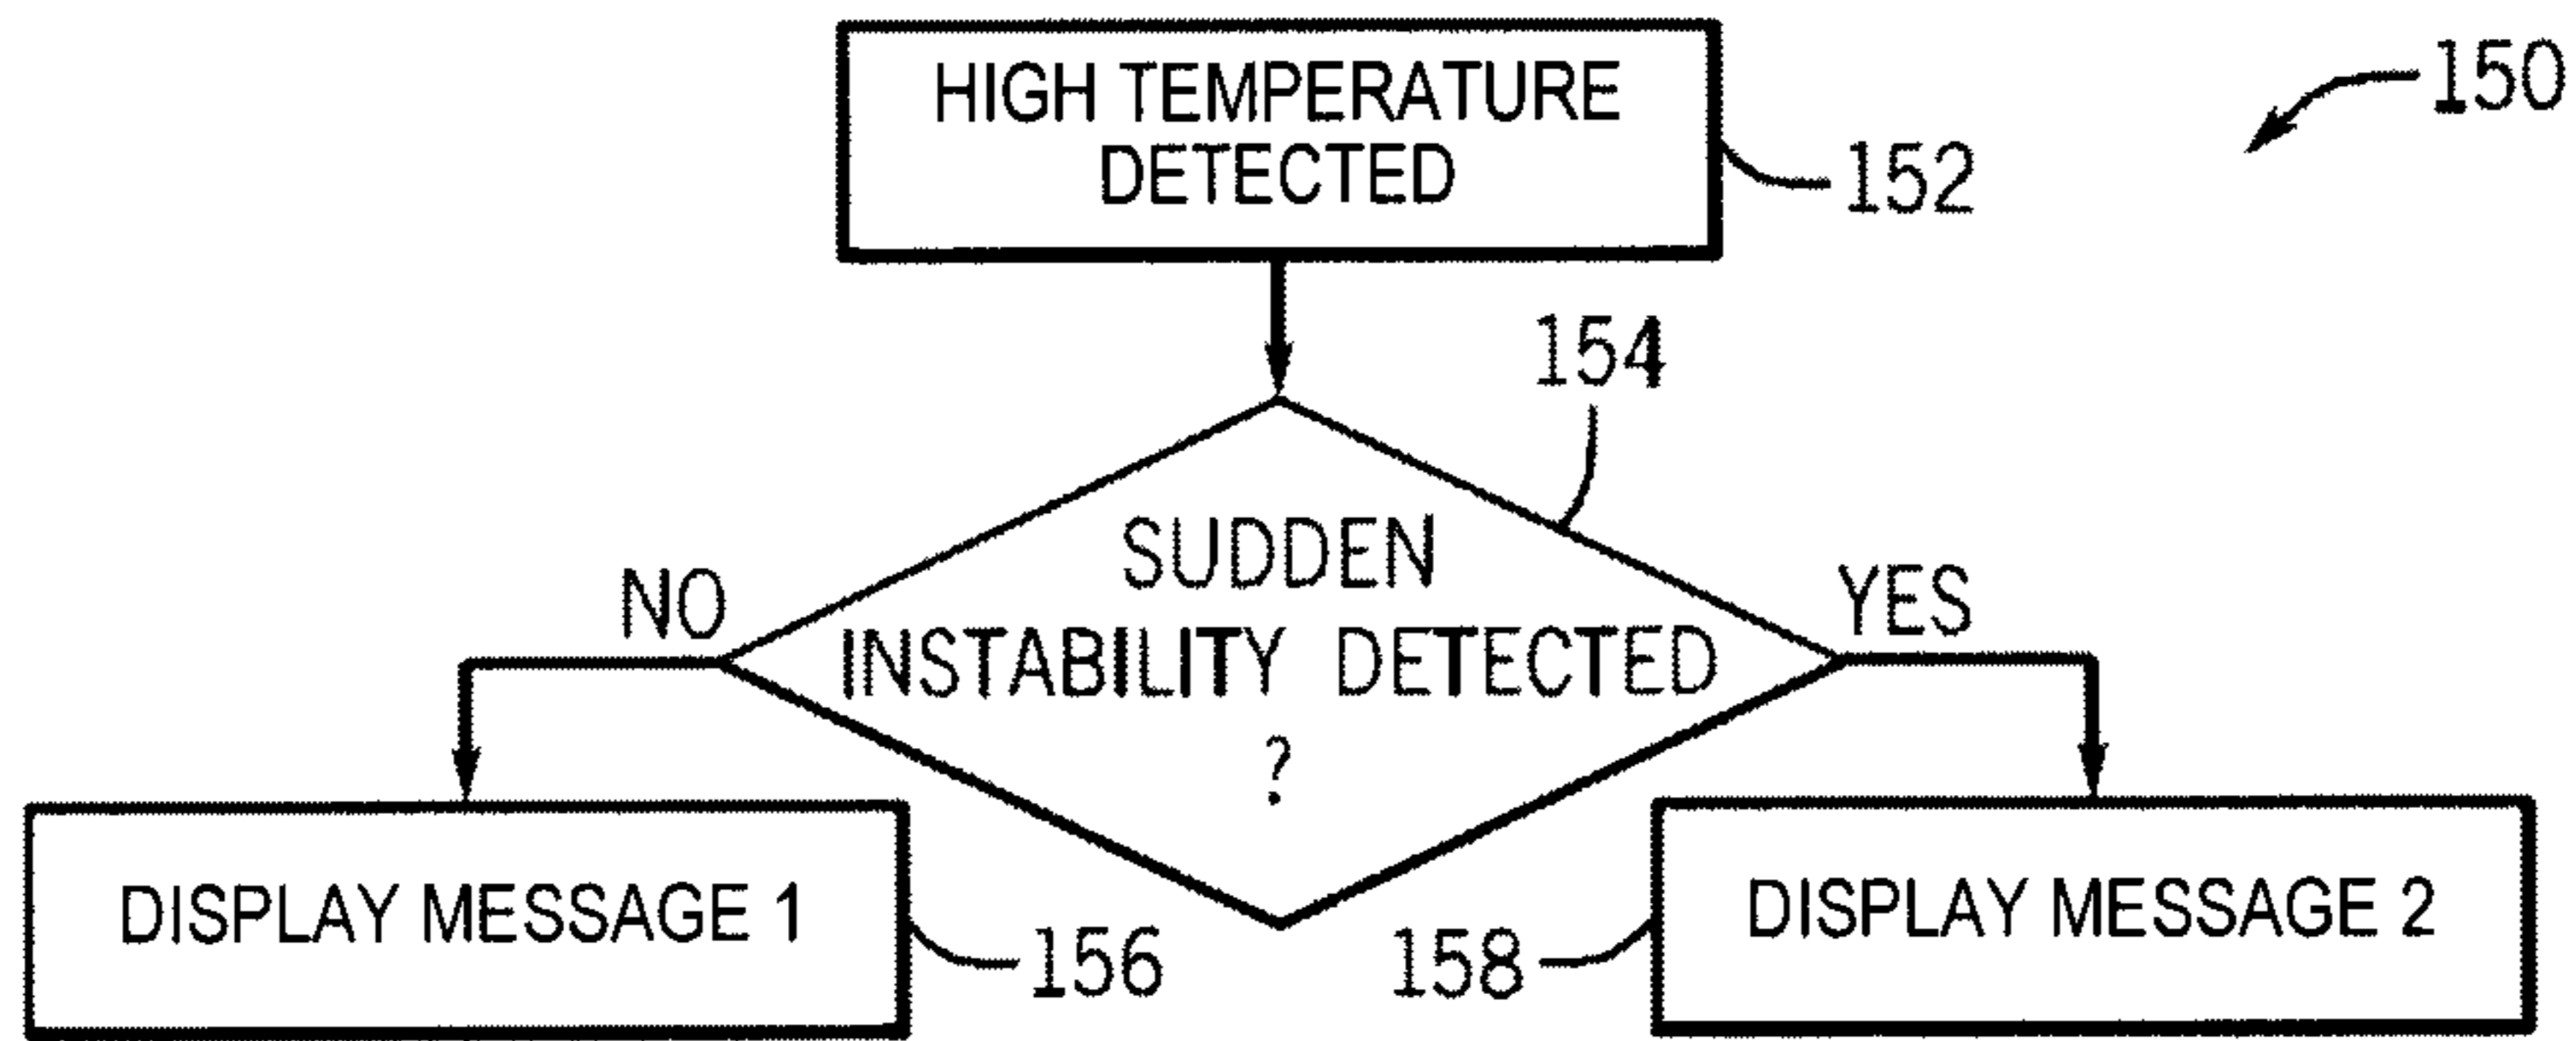 HIGH TEMPERATURE
DETECTED
150
152
154
SUDDEN
INSTABILITY DETECTED
?
NO
YES
DISPLAY MESSAGE 1
156
158
DISPLAY MESSAGE 2